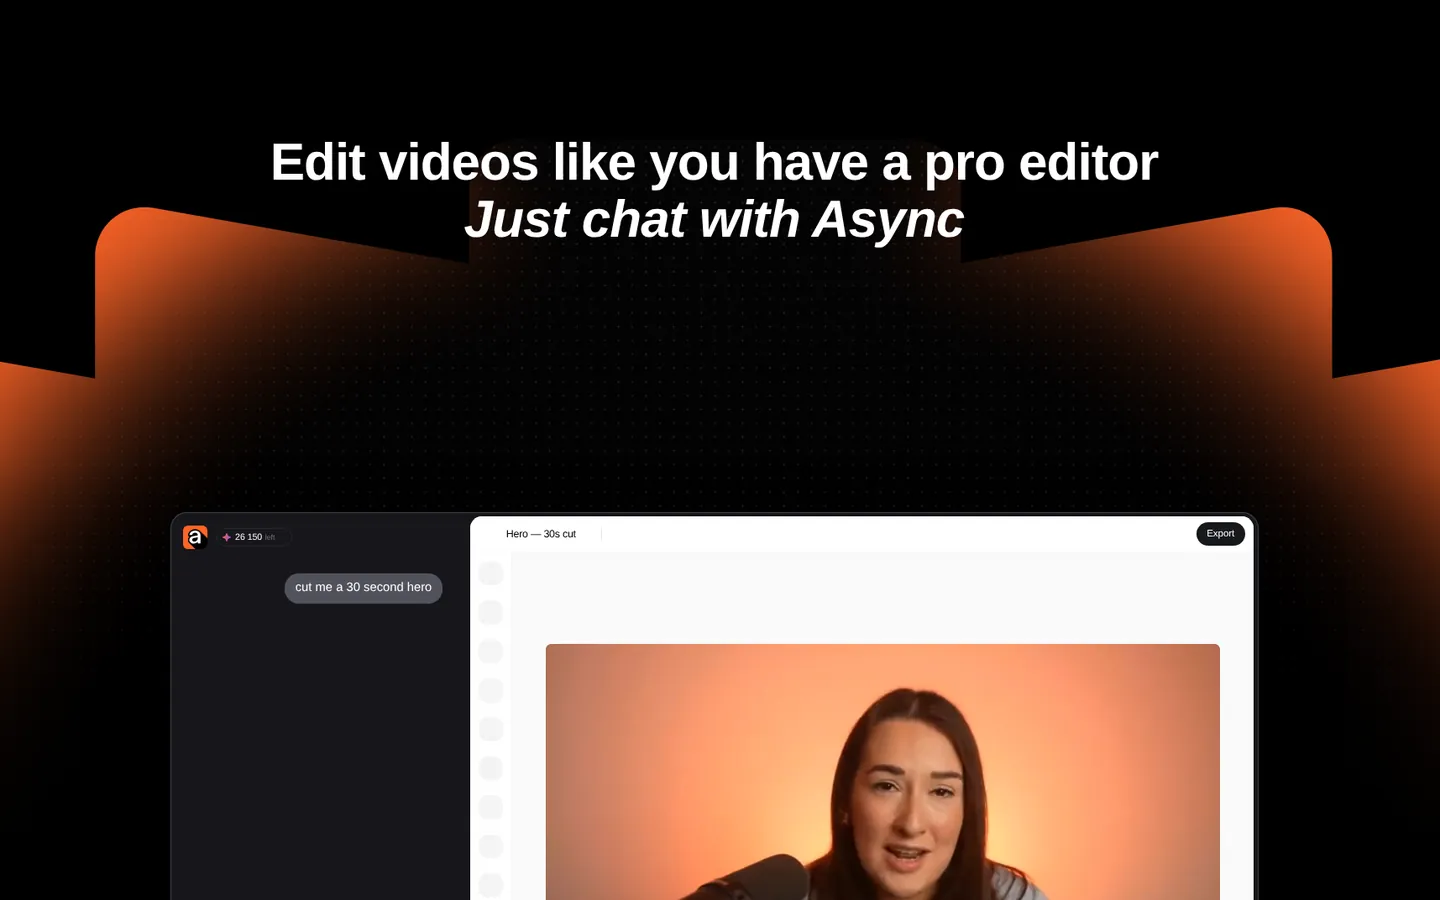 Edit videos like you have a pro editor
Just chat with Async
a
26 150 left
Hero — 30s cut
Export
cut me a 30 second hero